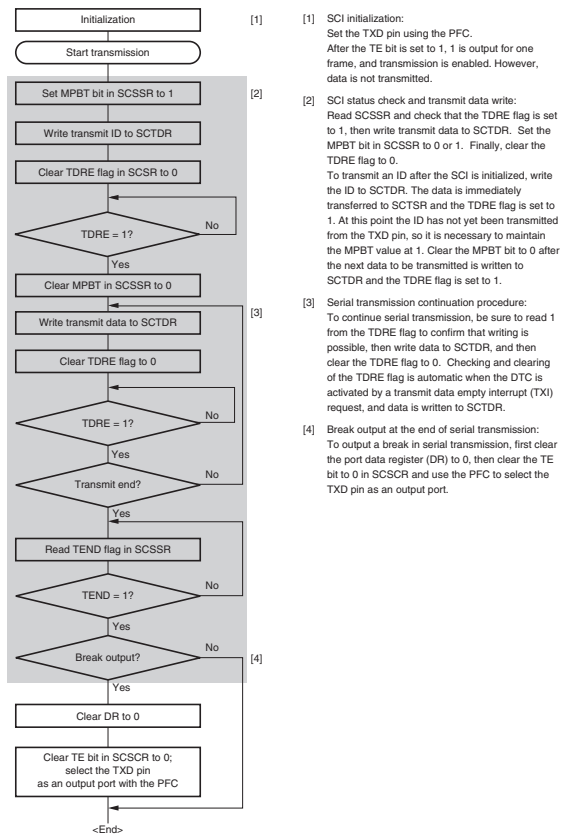 Initialization
[1]
Start transmission
Set MPBT bit in SCSSR to 1
[2]
Write transmit ID to SCTDR
Clear TDRE flag in SCSR to 0
TDRE = 1?
No
Yes
Clear MPBT in SCSSR to 0
[3]
Write transmit data to SCTDR
Clear TDRE flag to 0
TDRE = 1?
No
Yes
Transmit end?
No
Yes
Read TEND flag in SCSSR
TEND = 1?
No
Yes
Break output?
No
[4]
Yes
Clear DR to 0
Clear TE bit in SCSCR to 0;
select the TXD pin
as an output port with the PFC
<End>
[1] SCI initialization:
Set the TXD pin using the PFC.
After the TE bit is set to 1, 1 is output for one
frame, and transmission is enabled. However,
data is not transmitted.
[2] SCI status check and transmit data write:
Read SCSSR and check that the TDRE flag is set
to 1, then write transmit data to SCTDR. Set the
MPBT bit in SCSSR to 0 or 1. Finally, clear the
TDRE flag to 0.
To transmit an ID after the SCI is initialized, write
the ID to SCTDR. The data is immediately
transferred to SCTSR and the TDRE flag is set to
1. At this point the ID has not yet been transmitted
from the TXD pin, so it is necessary to maintain
the MPBT value at 1. Clear the MPBT bit to 0 after
the next data to be transmitted is written to
SCTDR and the TDRE flag is set to 1.
[3] Serial transmission continuation procedure:
To continue serial transmission, be sure to read 1
from the TDRE flag to confirm that writing is
possible, then write data to SCTDR, and then
clear the TDRE flag to 0. Checking and clearing
of the TDRE flag is automatic when the DTC is
activated by a transmit data empty interrupt (TXI)
request, and data is written to SCTDR.
[4] Break output at the end of serial transmission:
To output a break in serial transmission, first clear
the port data register (DR) to 0, then clear the TE
bit to 0 in SCSCR and use the PFC to select the
TXD pin as an output port.